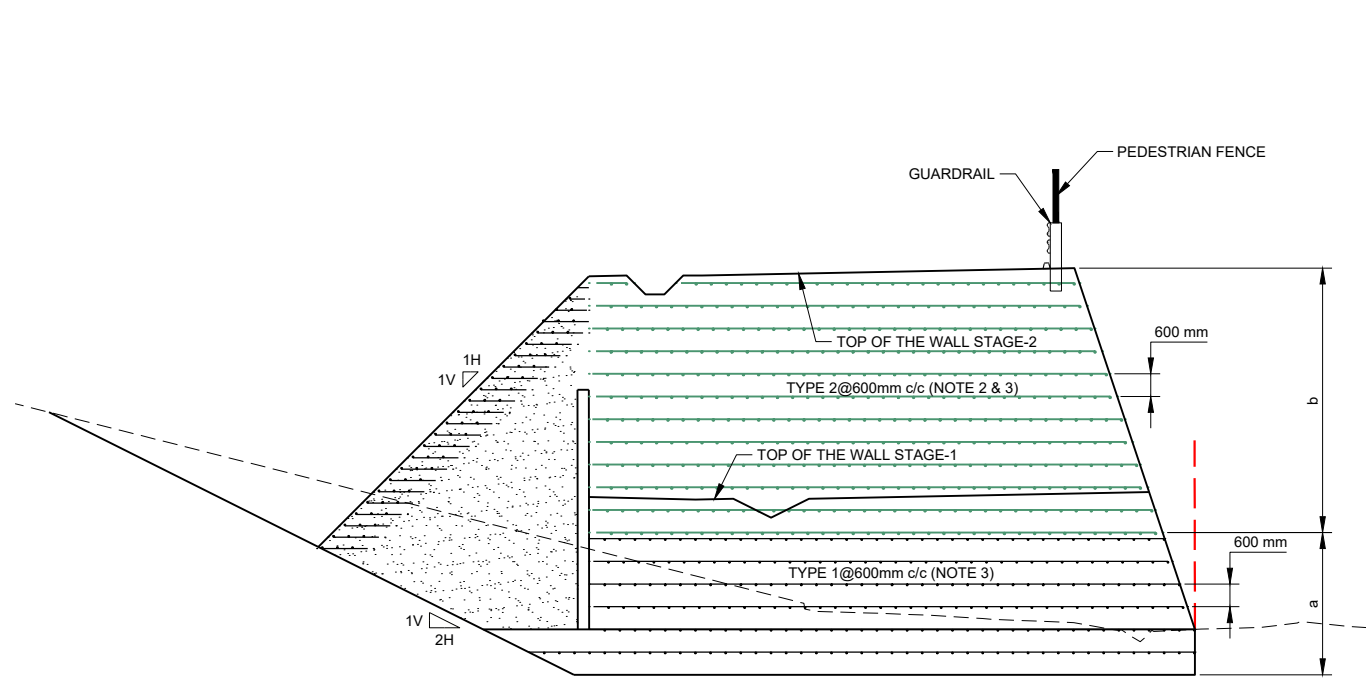 PEDESTRIAN FENCE
GUARDRAIL
600 mm
TOP OF THE WALL STAGE-2
1H
1V
TYPE 2@600mm c/c (NOTE 2 & 3)
b
TOP OF THE WALL STAGE-1
600 mm
TYPE 1@600mm c/c (NOTE 3)
a
1V
2H